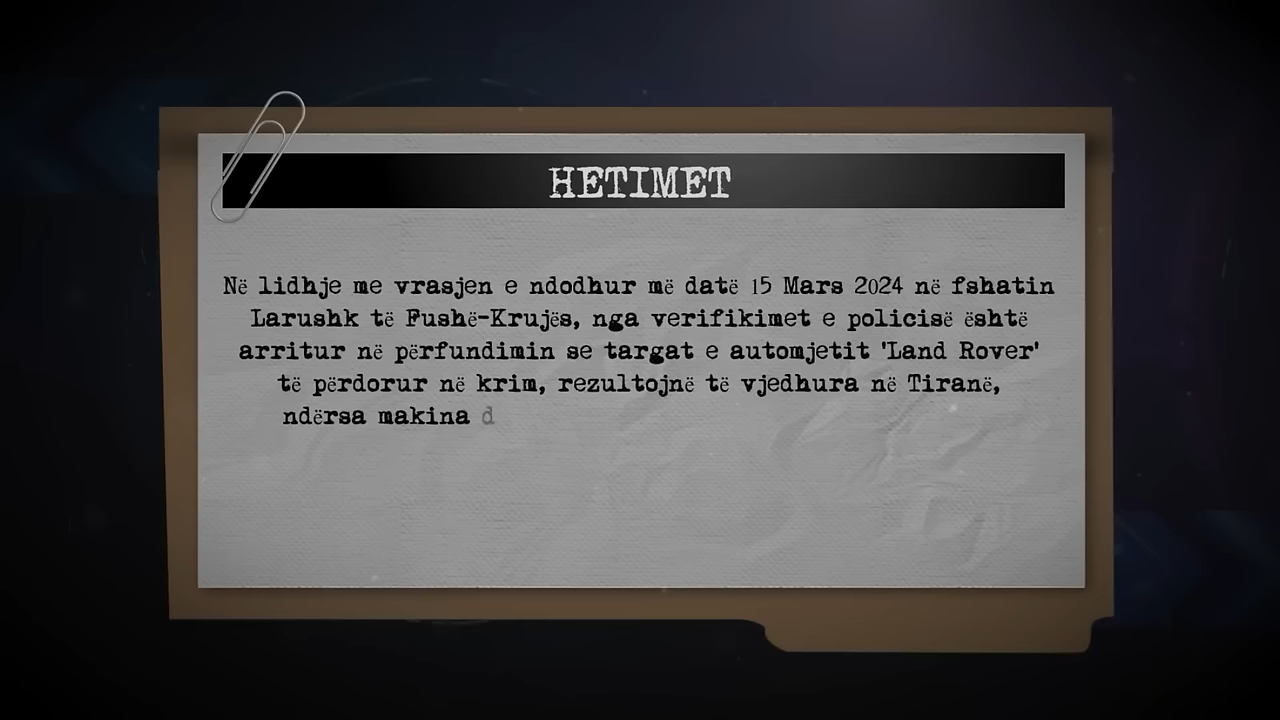 HETIMET
Në lidhje me vrasjen e ndodhur më datë 15 Mars 2024 në fshatin
Larushk të Fushë-Krujës, nga verifikimet e policisë është
arritur në përfundimin se targat e automjetit 'Land Rover'
të përdorur në krim, rezultojnë të vjedhura në Tiranë,
ndërsa makina d